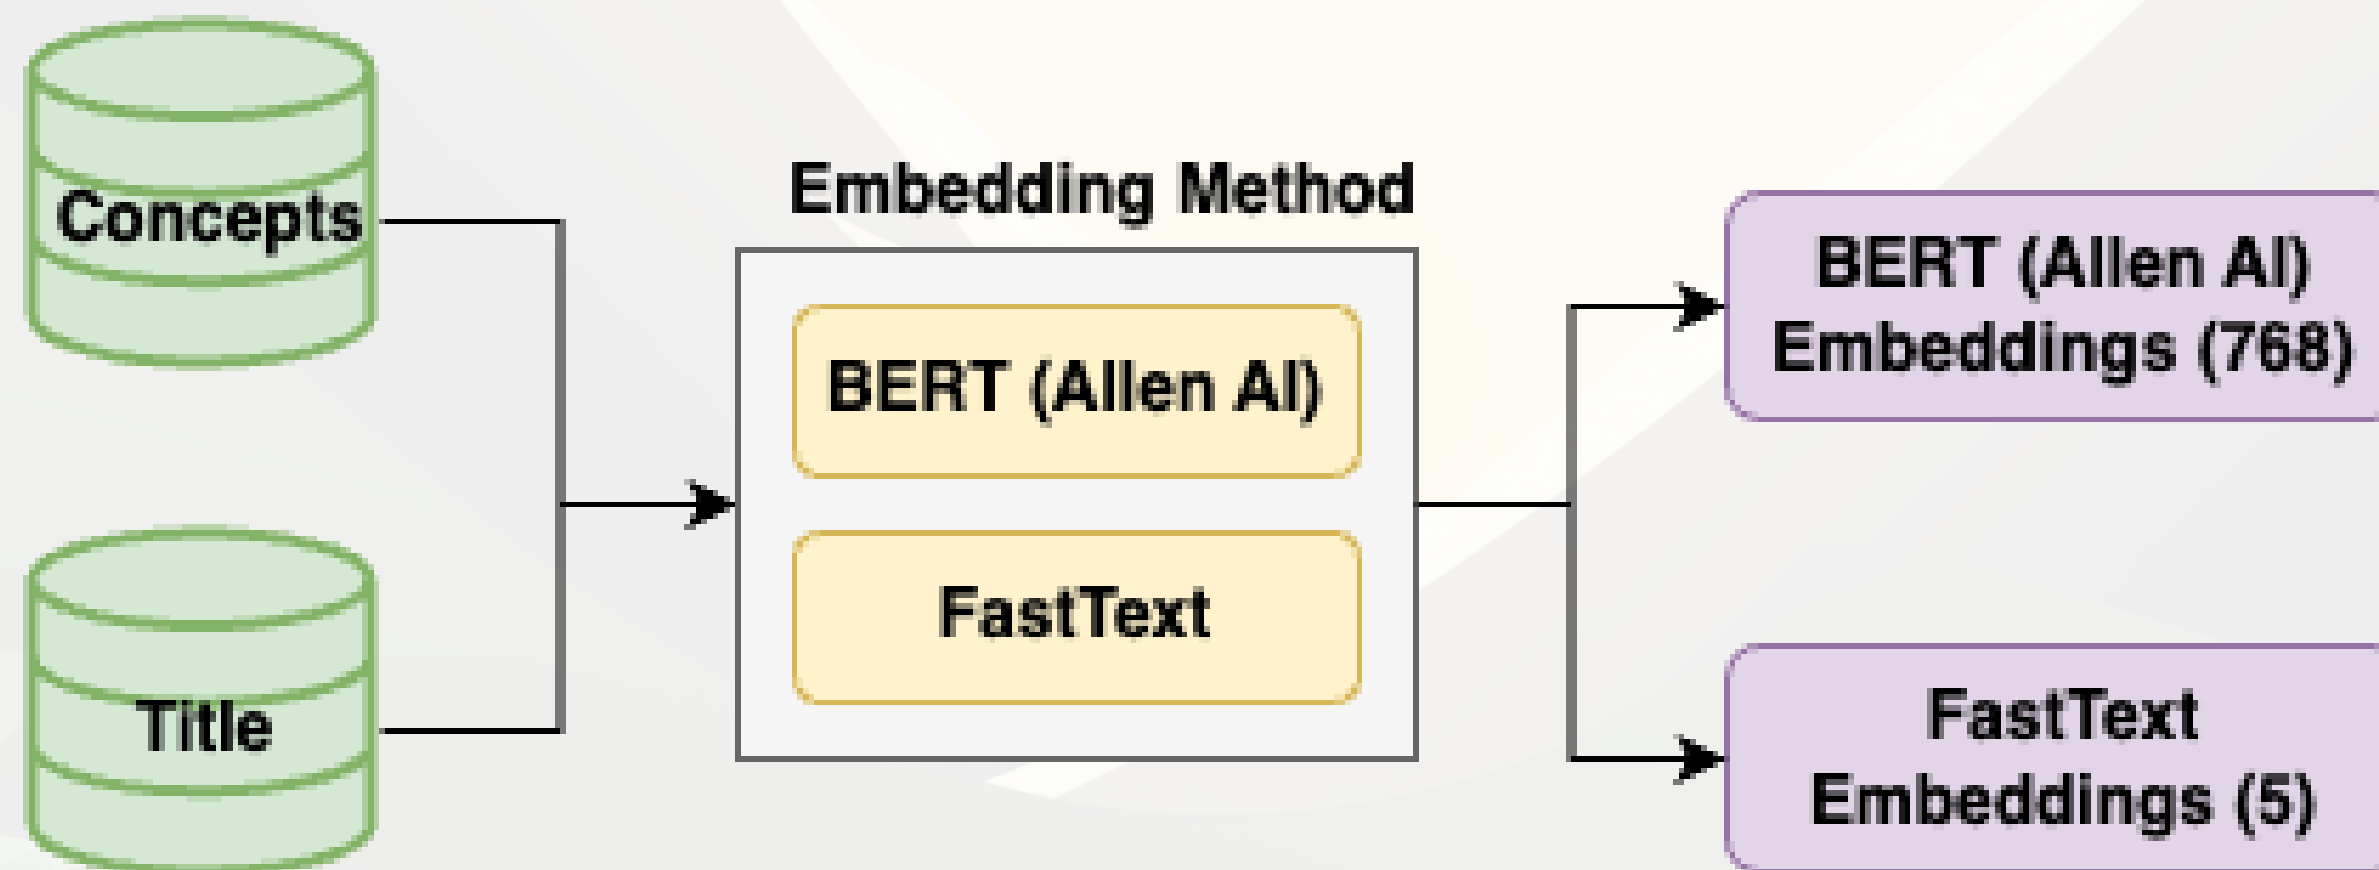 Concepts
Title
Embedding Method
BERT (Allen AI)
FastText
BERT (Allen AI)
Embeddings (768)
FastText
Embeddings (5)